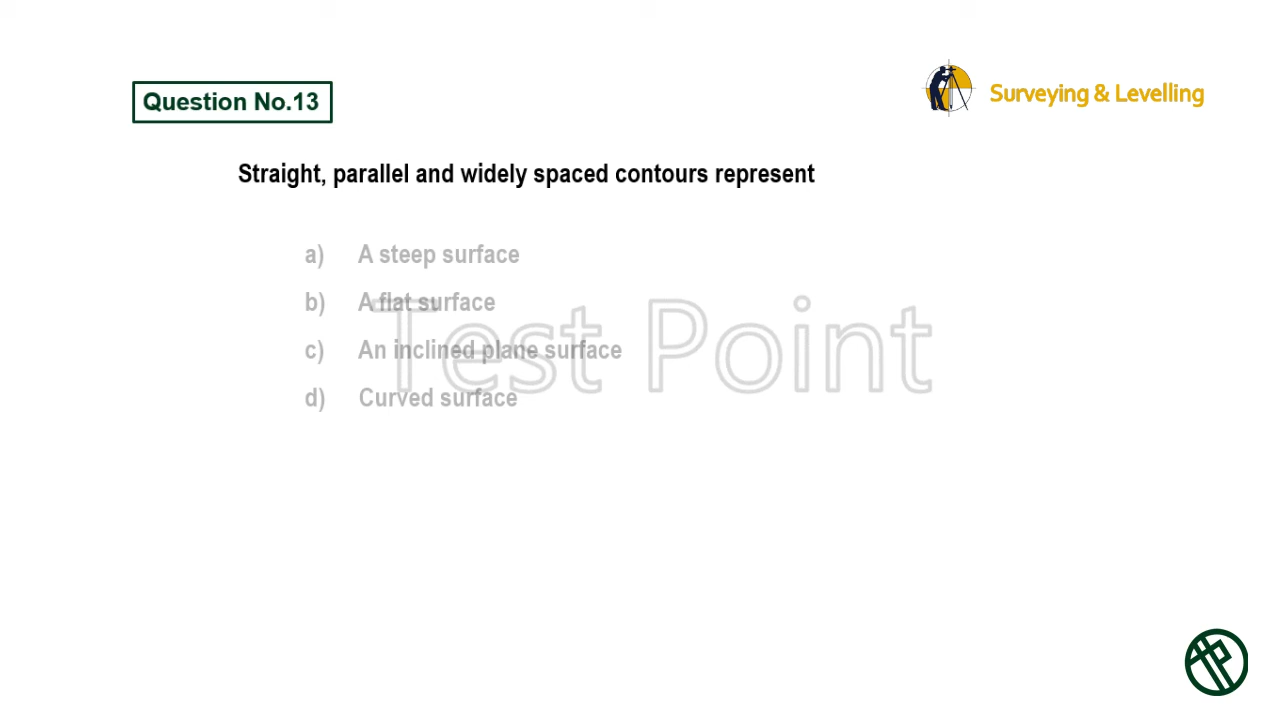 Question No.13
Surveying & Levelling
Straight, parallel and widely spaced contours represent
a) A steep surface
b) A flat surface
c) An inclined plane surface
d) Curved surface
Test Point